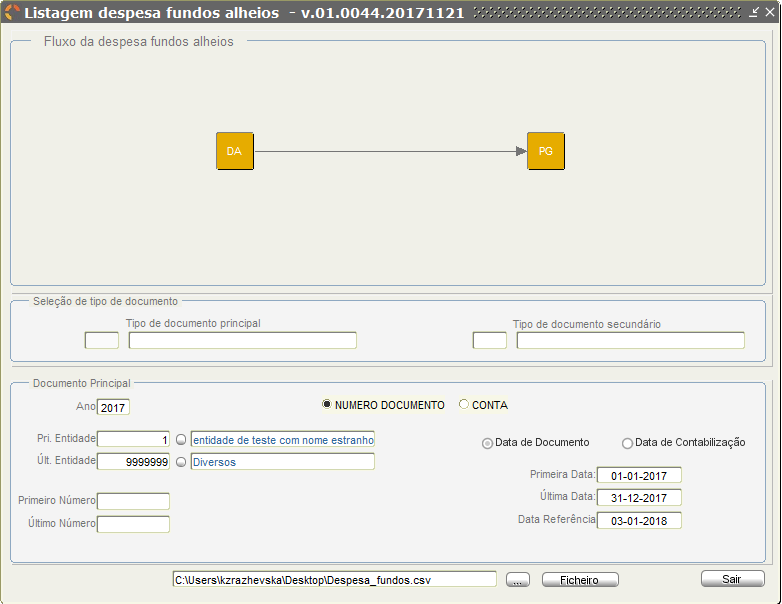 Listagem despesa fundos alheios - v.01.0044.20171121
Fluxo da despesa fundos alheios
DA
PG
Seleção de tipo de documento
Tipo de documento principal
Tipo de documento secundário
Documento Principal
Ano 2017
NUMERO DOCUMENTO CONTA
Pri. Entidade 1 entidade de teste com nome estranho
Últ. Entidade 9999999 Diversos
Data de Documento Data de Contabilização
Primeira Data: 01-01-2017
Última Data: 31-12-2017
Data Referência 03-01-2018
Primeiro Número
Último Número
C:\Users\kzrazhevska\Desktop\Despesa_fundos.csv ... Ficheiro Sair